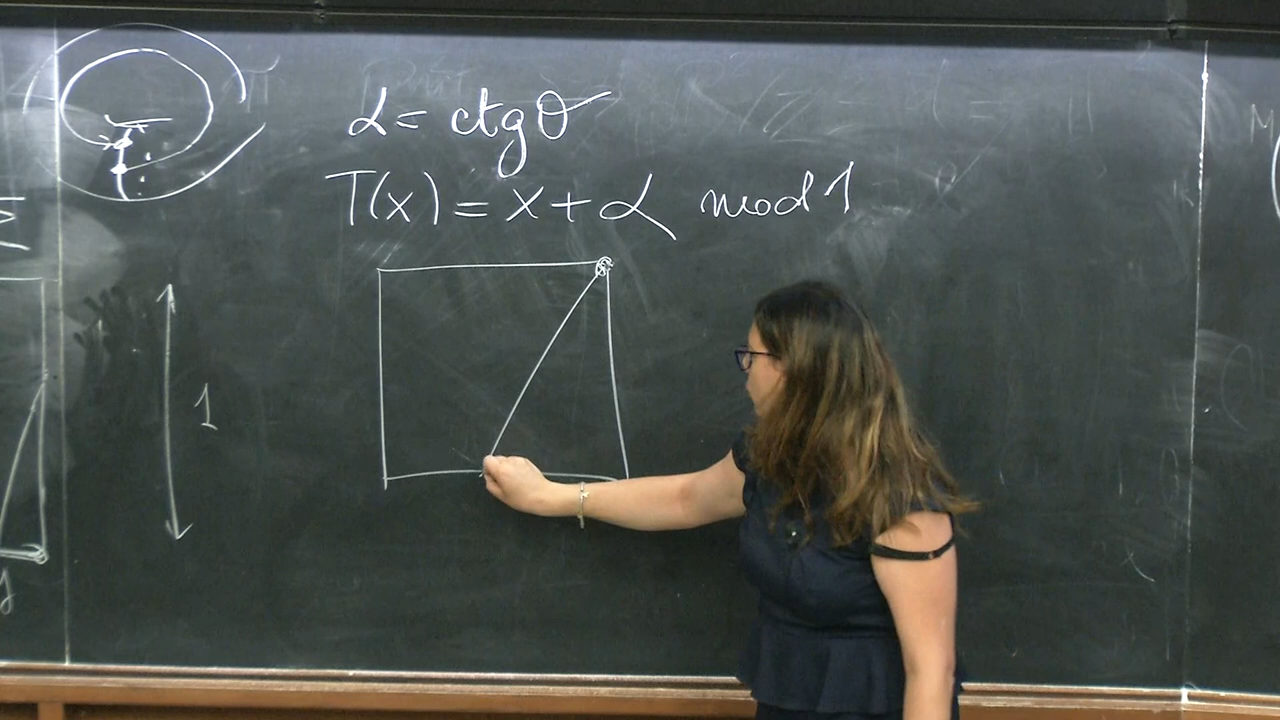 α = ctg θ
T(x) = x + α mod 1
1